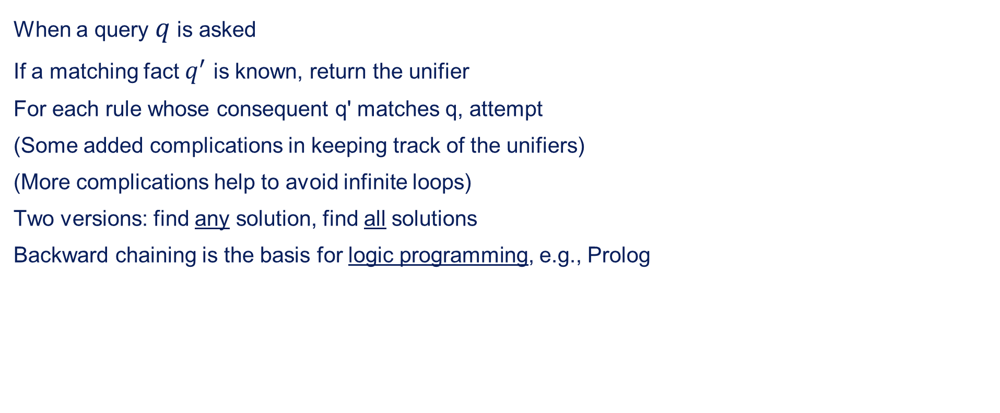 When a query q is asked
If a matching fact q′ is known, return the unifier
For each rule whose consequent q' matches q, attempt
(Some added complications in keeping track of the unifiers)
(More complications help to avoid infinite loops)
Two versions: find any solution, find all solutions
Backward chaining is the basis for logic programming, e.g., Prolog